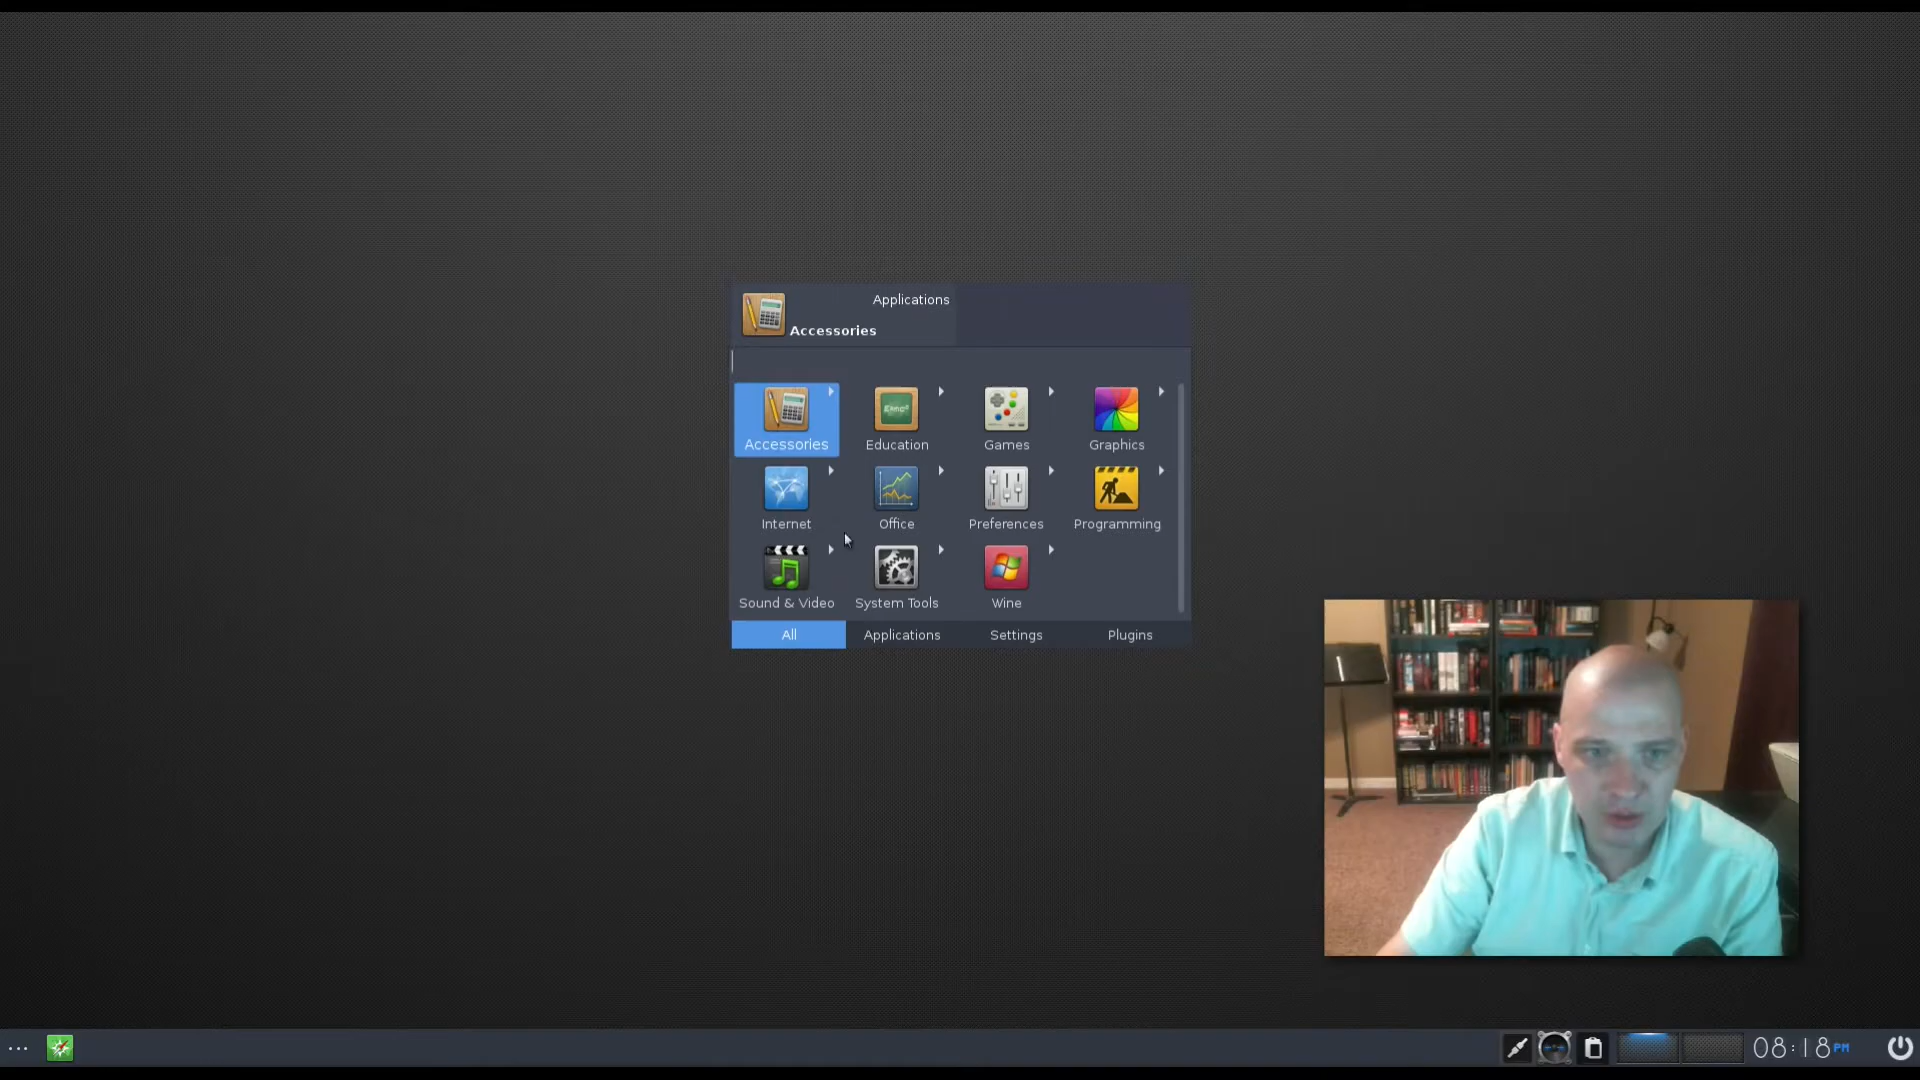 Applications
Accessories
Accessories
Education
Games
Graphics
Internet
Office
Preferences
Programming
Sound & Video
System Tools
Wine
All
Applications
Settings
Plugins
08:18 PM